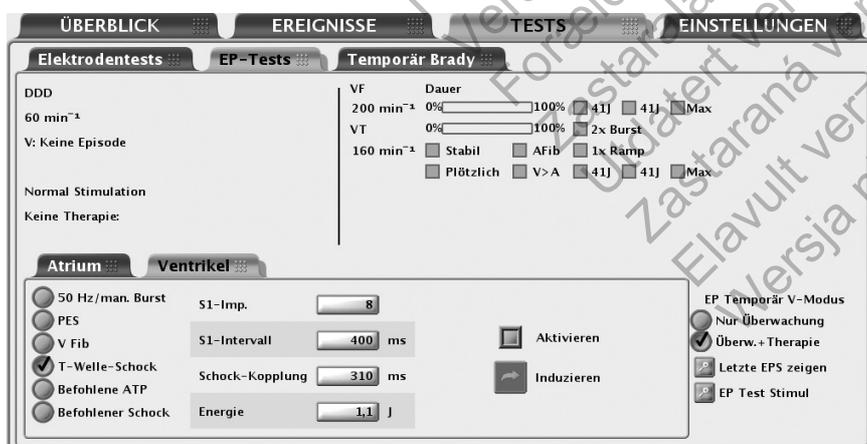 ÜBERBLICK EREIGNISSE TESTS EINSTELLUNGEN
Elektrodentests EP-Tests Temporär Brady
DDD
60 min⁻¹
V: Keine Episode
Normal Stimulation
Keine Therapie:
VF Dauer
200 min⁻¹ 0% 100% 41J 41J Max
VT 0% 100% 2x Burst
160 min⁻¹ Stabil AFib 1x Ramp
Plötzlich V>A 41J 41J Max
Atrium Ventrikel
50 Hz/man. Burst
PES
V Fib
T-Welle-Schock
Befohlene ATP
Befohlener Schock
S1-Imp. 8
S1-Intervall 400 ms
Schock-Kopplung 310 ms
Energie 1,1 J
Aktivieren
Induzieren
EP Temporär V-Modus
Nur Überwachung
Überw.+Therapie
Letzte EPS zeigen
EP Test Stimul
Zastaraná
Elavult
Wersja